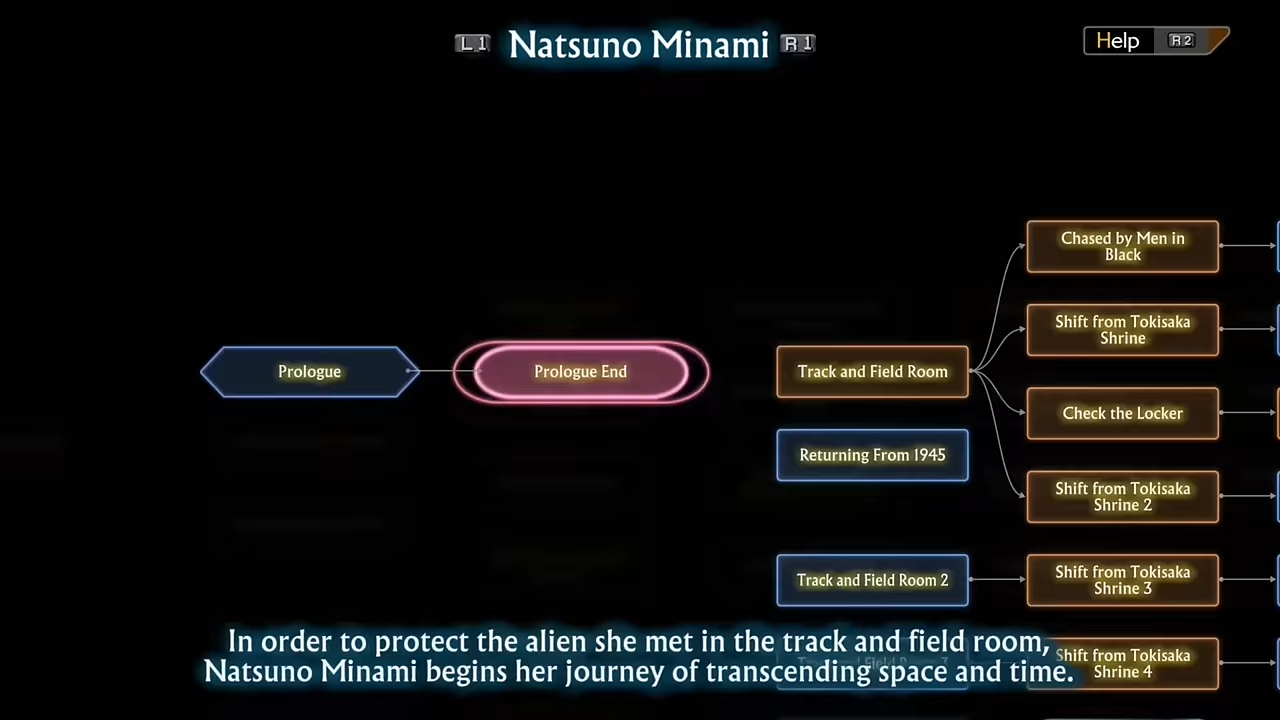 L1 Natsuno Minami R1
Help R2
Chased by Men in
Black
Shift from Tokisaka
Shrine
Prologue
Prologue End
Track and Field Room
Check the Locker
Returning From 1945
Shift from Tokisaka
Shrine 2
Track and Field Room 2
Shift from Tokisaka
Shrine 3
In order to protect the alien she met in the track and field room,
Natsuno Minami begins her journey of transcending space and time.
Shift from Tokisaka
Shrine 4